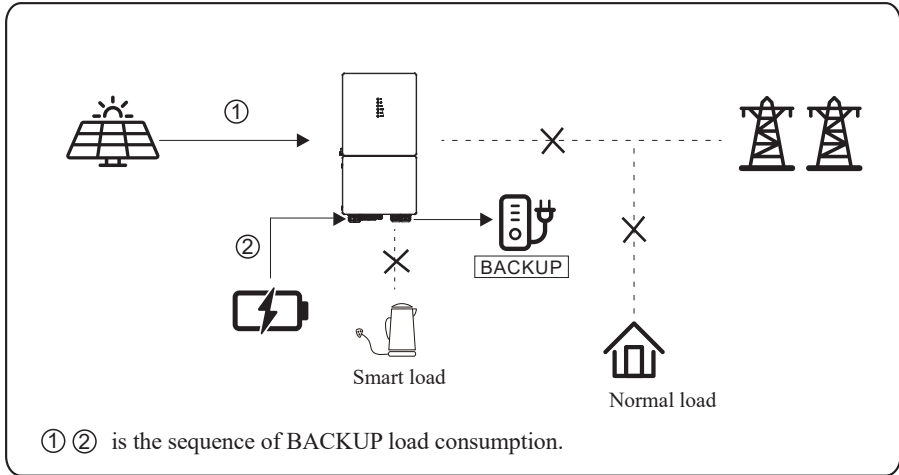 ①
②
BACKUP
Smart load
Normal load
① ② is the sequence of BACKUP load consumption.